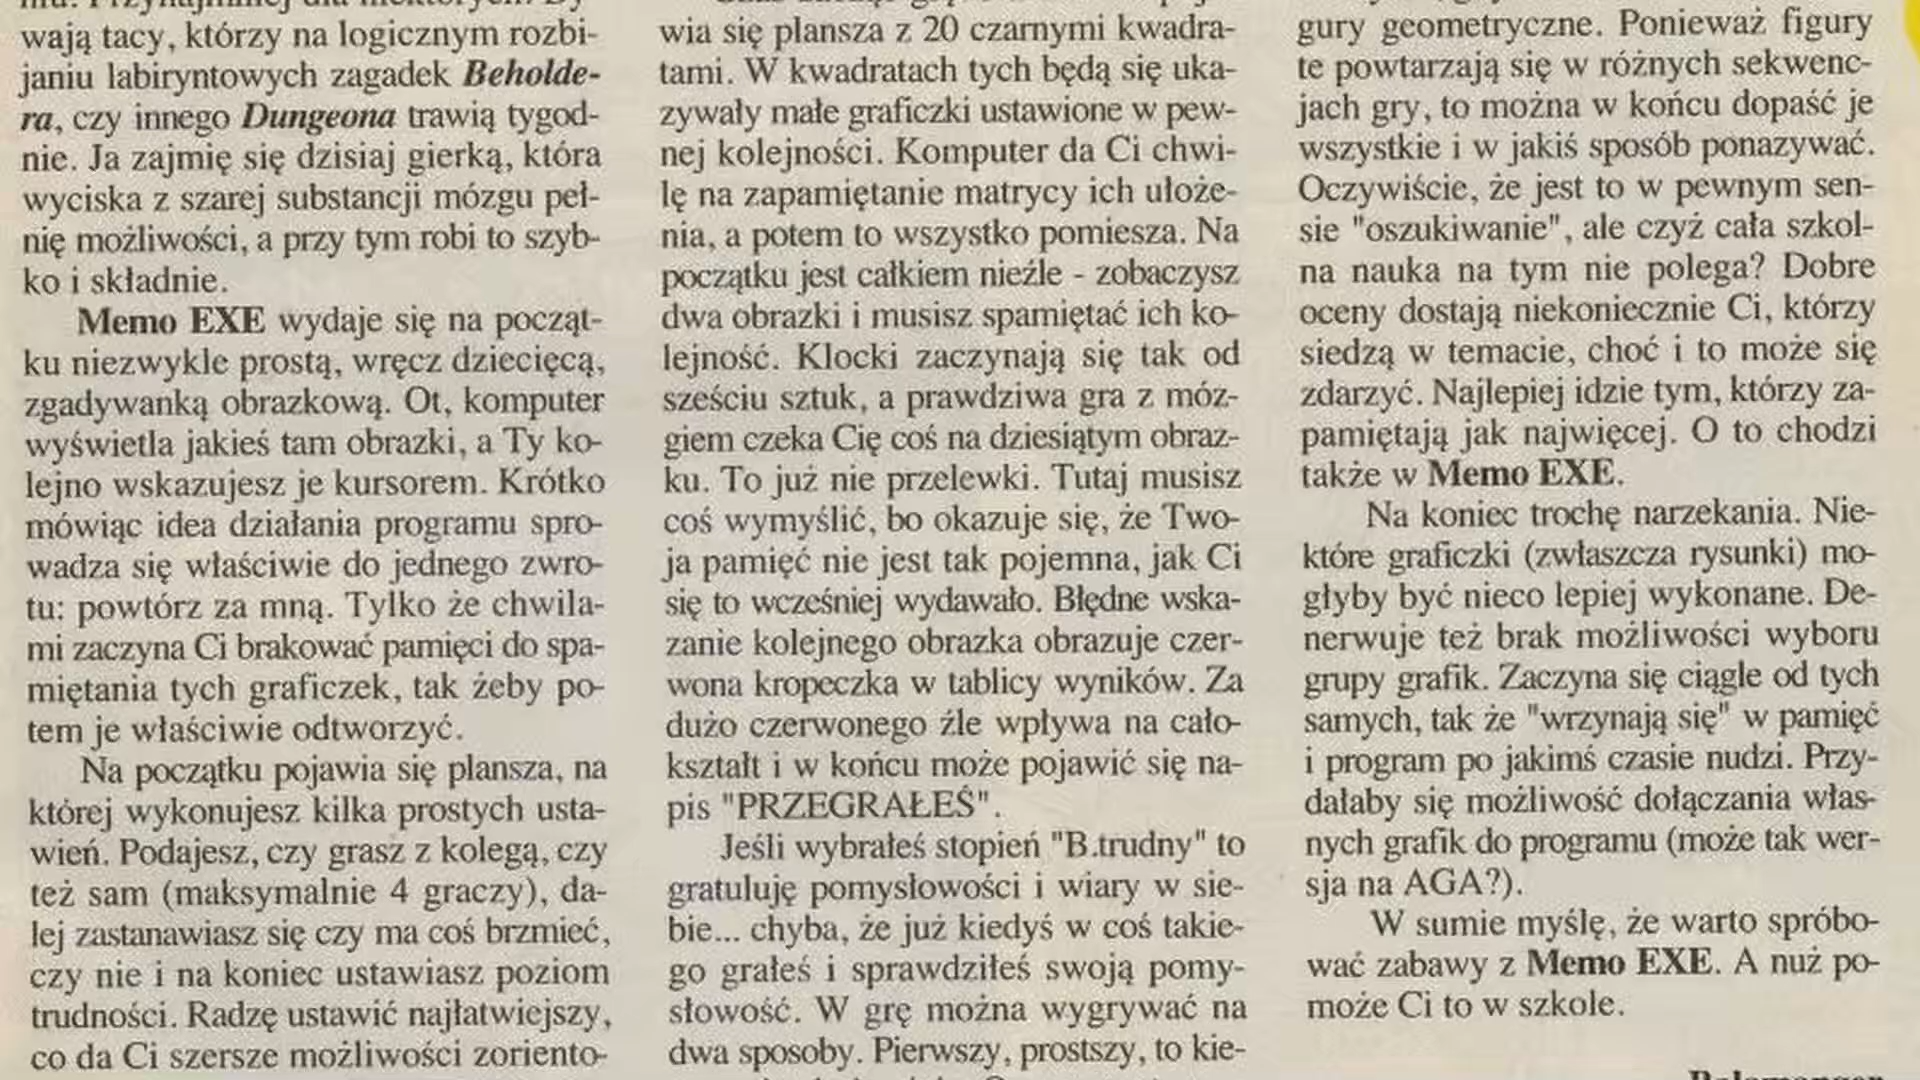 wają tacy, którzy na logicznym rozbi-
janiu labiryntowych zagadek Beholde-
ra, czy innego Dungeona trawią tygod-
nie. Ja zajmię się dzisiaj gierką, która
wyciska z szarej substancji mózgu peł-
nię możliwości, a przy tym robi to szyb-
ko i składnie.
Memo EXE wydaje się na począt-
ku niezwykle prostą, wręcz dziecięcą,
zgadywanką obrazkową. Ot, komputer
wyświetla jakieś tam obrazki, a Ty ko-
lejno wskazujesz je kursorem. Krótko
mówiąc idea działania programu spro-
wadza się właściwie do jednego zwro-
tu: powtórz za mną. Tylko że chwila-
mi zaczyna Ci brakować pamięci do spa-
miętania tych graficzek, tak żeby po-
tem je właściwie odtworzyć.
Na początku pojawia się plansza, na
której wykonujesz kilka prostych usta-
wień. Podajesz, czy grasz z kolegą, czy
też sam (maksymalnie 4 graczy), da-
lej zastanawiasz się czy ma coś brzmieć,
czy nie i na koniec ustawiasz poziom
trudności. Radzę ustawić najłatwiejszy,
co da Ci szersze możliwości zoriento-
wia się plansza z 20 czarnymi kwadra-
tami. W kwadratach tych będą się uka-
zywały małe graficzki ustawione w pew-
nej kolejności. Komputer da Ci chwi-
lę na zapamiętanie matrycy ich ułoże-
nia, a potem to wszystko pomiesza. Na
początku jest całkiem nieźle - zobaczysz
dwa obrazki i musisz spamiętać ich ko-
lejność. Klocki zaczynają się tak od
sześciu sztuk, a prawdziwa gra z móz-
giem czeka Cię coś na dziesiątym obraz-
ku. To już nie przelewki. Tutaj musisz
coś wymyślić, bo okazuje się, że Two-
ja pamięć nie jest tak pojemna, jak Ci
się to wcześniej wydawało. Błędne wska-
zanie kolejnego obrazka obrazuje czer-
wona kropeczka w tablicy wyników. Za
dużo czerwonego źle wpływa na cało-
kształt i w końcu może pojawić się na-
pis "PRZEGRAŁEŚ".
Jeśli wybrałeś stopień "B.trudny" to
gratuluję pomysłowości i wiary w sie-
bie... chyba, że już kiedyś w coś takie-
go grałeś i sprawdziłeś swoją pomy-
słowość. W grę można wygrywać na
dwa sposoby. Pierwszy, prostszy, to kie-
gury geometryczne. Ponieważ figury
te powtarzają się w różnych sekwenc-
jach gry, to można w końcu dopaść je
wszystkie i w jakiś sposób ponazywać.
Oczywiście, że jest to w pewnym sen-
sie "oszukiwanie", ale czyż cała szkol-
na nauka na tym nie polega? Dobre
oceny dostają niekoniecznie Ci, którzy
siedzą w temacie, choć i to może się
zdarzyć. Najlepiej idzie tym, którzy za-
pamiętają jak najwięcej. O to chodzi
także w Memo EXE.
Na koniec trochę narzekania. Nie-
które graficzki (zwłaszcza rysunki) mo-
głyby być nieco lepiej wykonane. De-
nerwuje też brak możliwości wyboru
grupy grafik. Zaczyna się ciągle od tych
samych, tak że "wrzynają się" w pamięć
i program po jakimś czasie nudzi. Przy-
dałaby się możliwość dołączania włas-
nych grafik do programu (może tak wer-
sja na AGA?).
W sumie myślę, że warto spróbo-
wać zabawy z Memo EXE. A nuż po-
może Ci to w szkole.